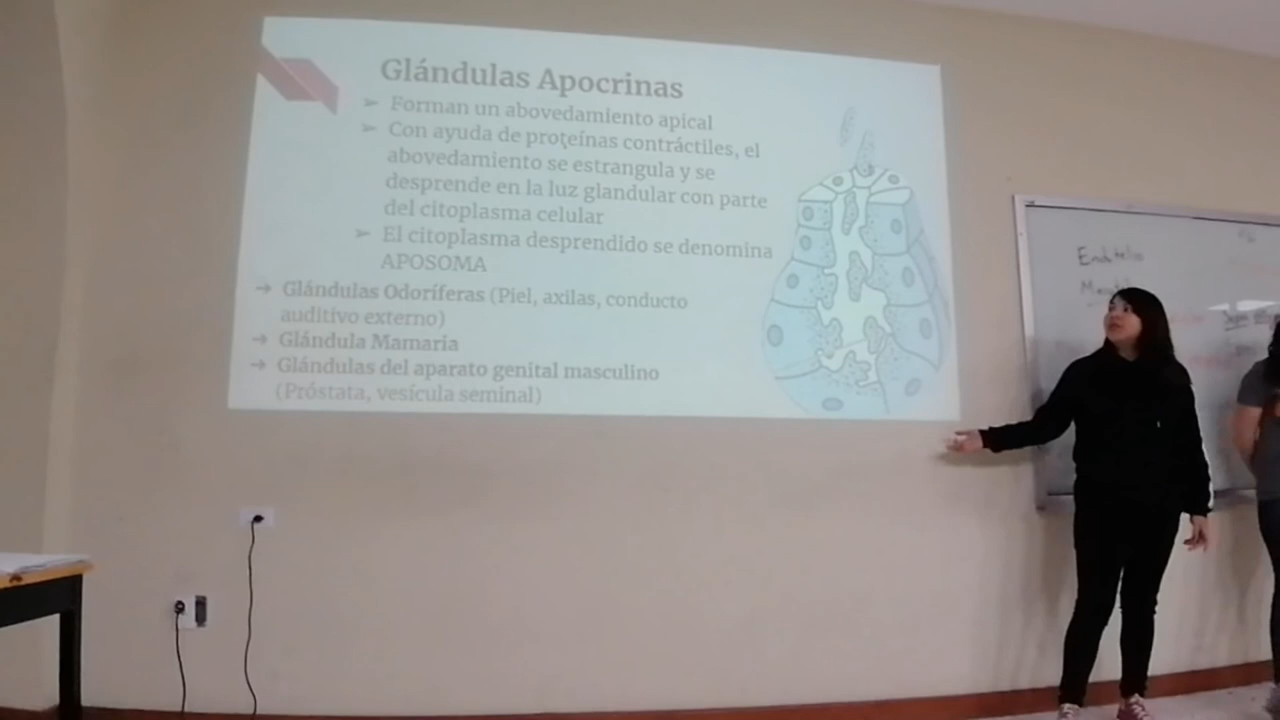 Glándulas Apocrinas
➢ Forman un abovedamiento apical
➢ Con ayuda de proteínas contráctiles, el
abovedamiento se estrangula y se
desprende en la luz glandular con parte
del citoplasma celular
➢ El citoplasma desprendido se denomina
APOSOMA
→ Glándulas Odoríferas (Piel, axilas, conducto
auditivo externo)
→ Glándula Mamaria
→ Glándulas del aparato genital masculino
(Próstata, vesícula seminal)
Endotelio